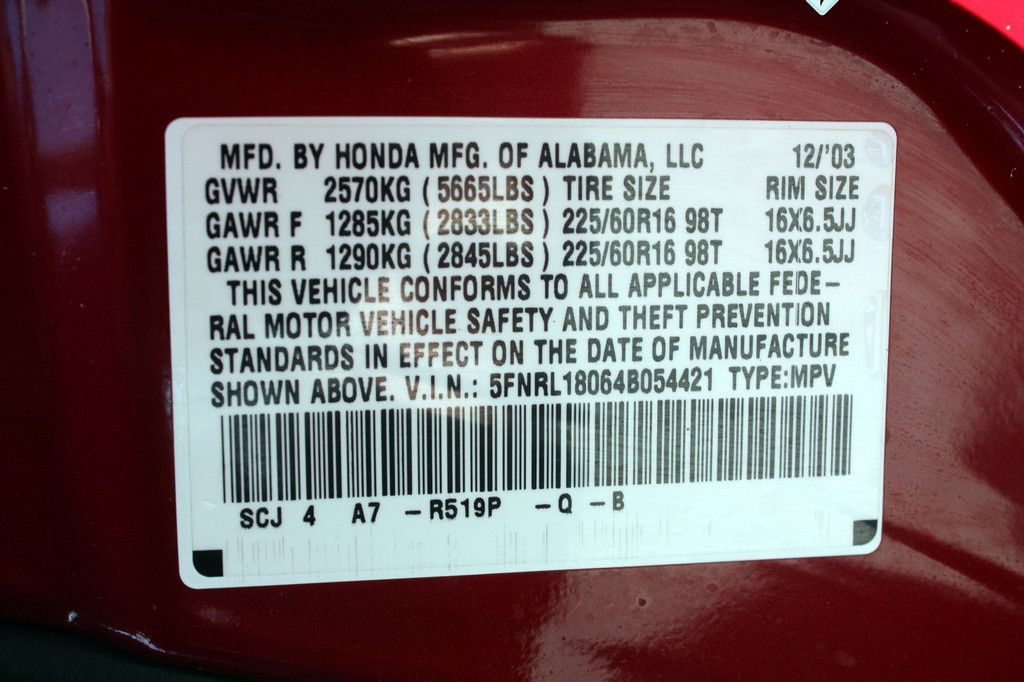 MFD. BY HONDA MFG. OF ALABAMA, LLC 12/'03
GVWR 2570KG (5665LBS) TIRE SIZE RIM SIZE
GAWR F 1285KG (2833LBS) 225/60R16 98T 16X6.5JJ
GAWR R 1290KG (2845LBS) 225/60R16 98T 16X6.5JJ
THIS VEHICLE CONFORMS TO ALL APPLICABLE FEDE-
RAL MOTOR VEHICLE SAFETY AND THEFT PREVENTION
STANDARDS IN EFFECT ON THE DATE OF MANUFACTURE
SHOWN ABOVE. V.I.N.: 5FNRL18064B054421 TYPE:MPV
SCJ 4 A7 -R519P -Q -B